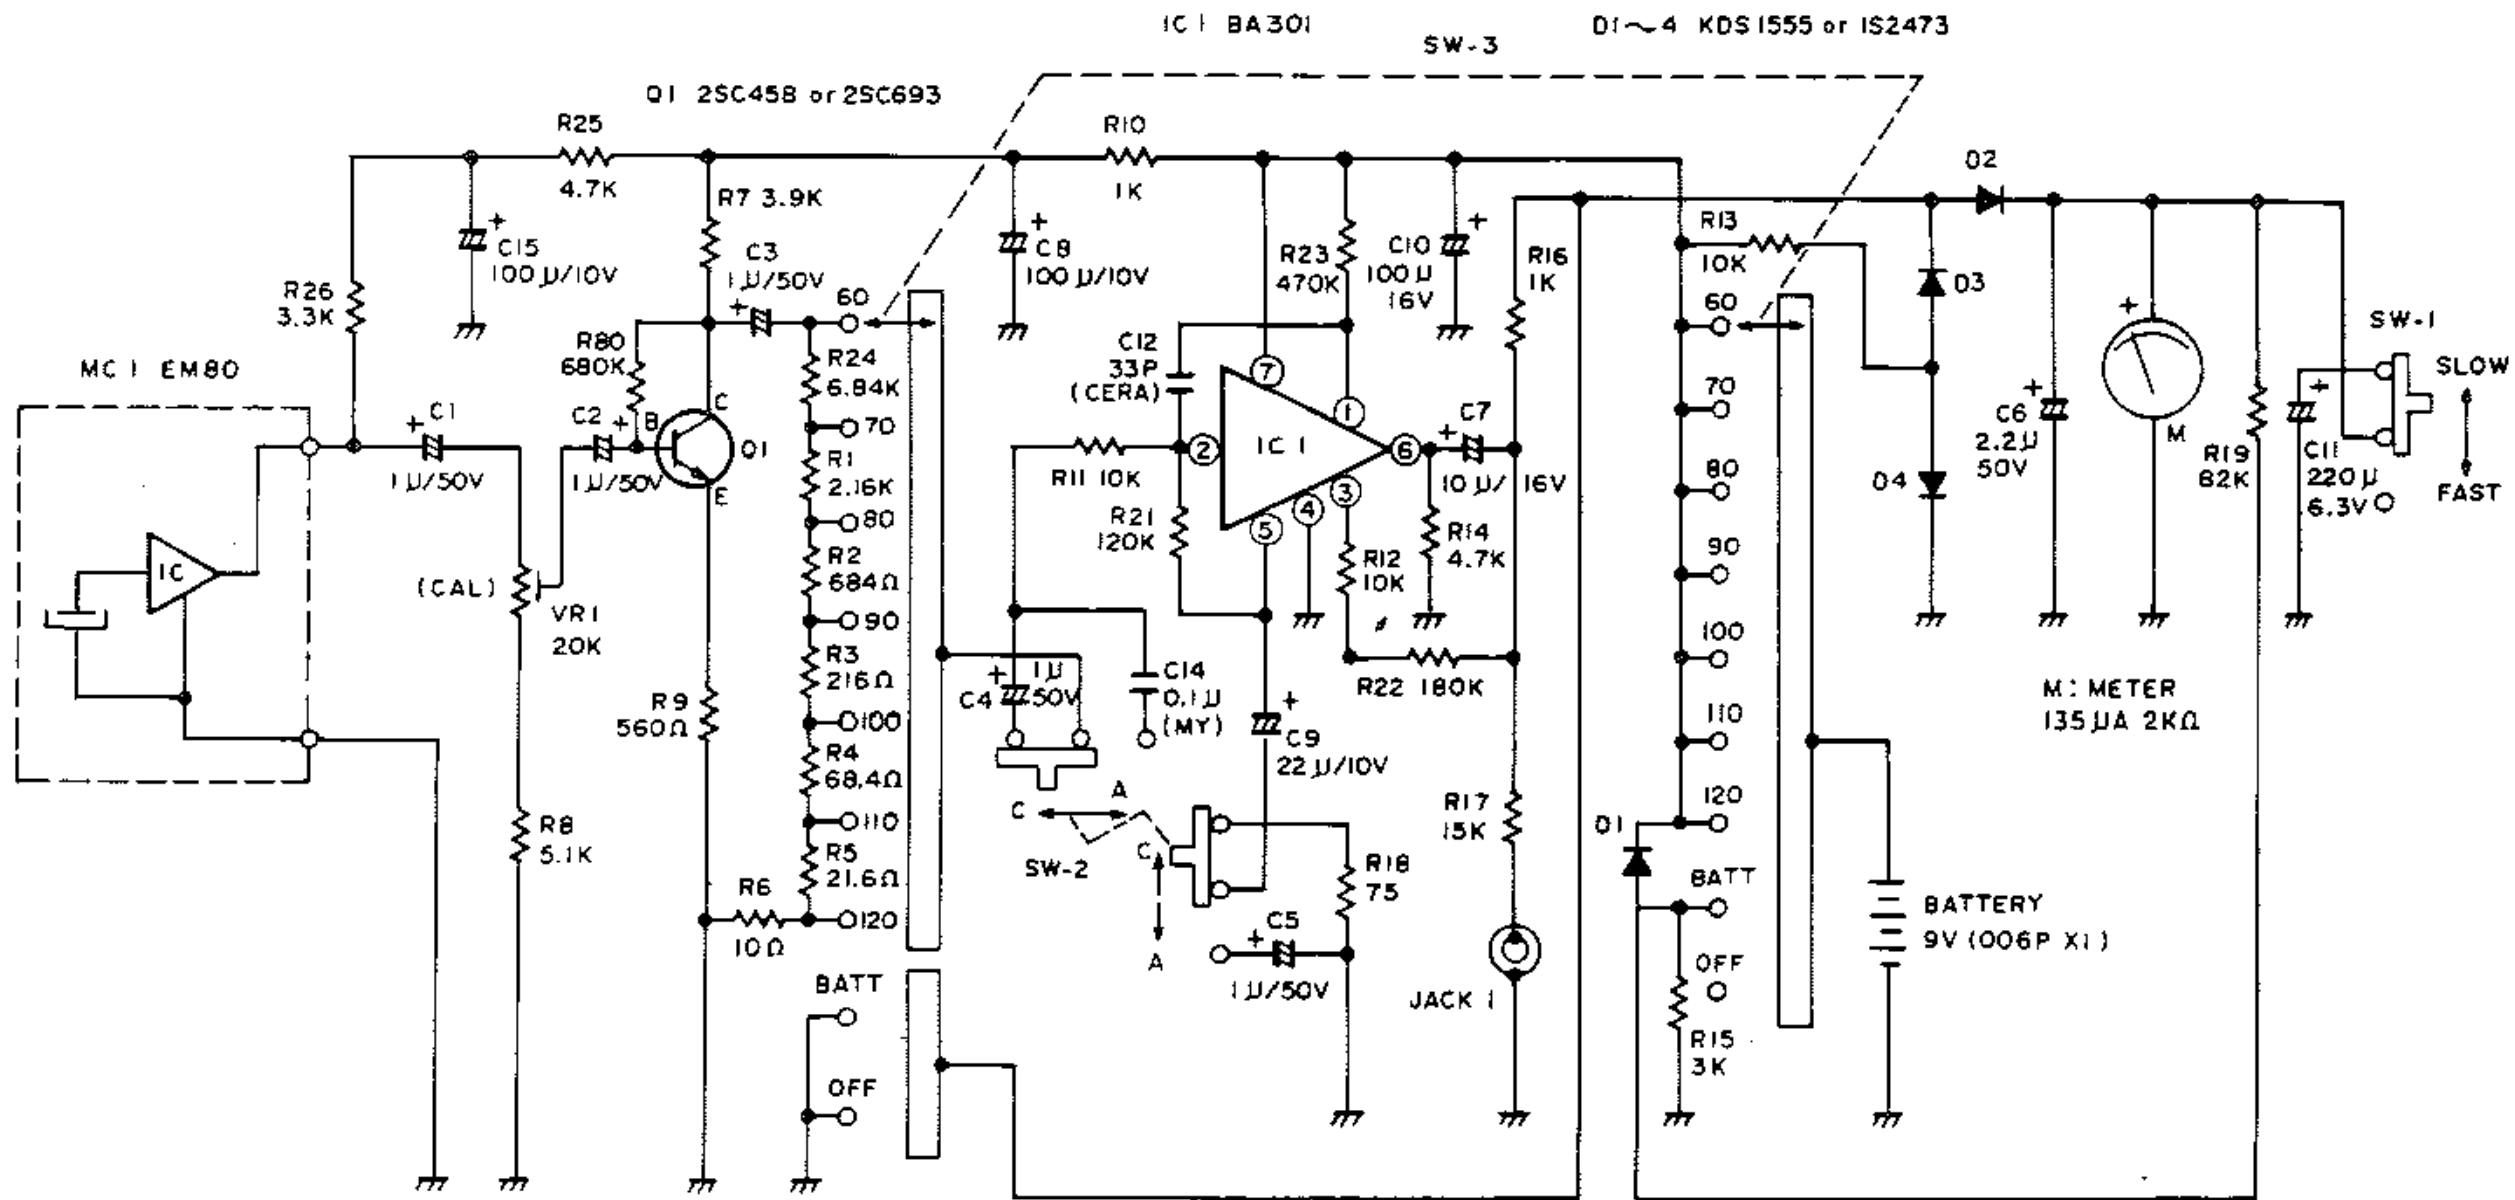 IC1 BA301
D1~4 KDS1555 or 1S2473
SW-3
Q1 2SC458 or 2SC693
R25
4.7K
R10
1K
D2
R7 3.9K
C15
100μ/10V
C3
1μ/50V
C8
100μ/10V
R23
470K
C10
100μ
16V
R16
1K
R13
10K
D3
R26
3.3K
60
60
SW-1
MC1 EM80
R80
680K
R24
6.84K
C12
33P
(CERA)
7
1
70
C6
2.2μ
50V
M
SLOW
FAST
C1
1μ/50V
C2
1μ/50V
B
C
E
Q1
70
R1
2.16K
R11 10K
2
IC1
6
3
4
5
C7
10μ/16V
80
D4
R19
82K
C11
220μ
6.3V
80
R21
120K
R12
10K
R14
4.7K
90
IC
(CAL)
VR1
20K
R2
684Ω
90
R3
216Ω
C4
1μ
50V
C14
0.1μ
(MY)
R22 180K
100
M: METER
135μA 2KΩ
R9
560Ω
100
R4
68.4Ω
C9
22μ/10V
110
C
A
SW-2
C
A
R17
15K
120
R8
5.1K
110
R5
21.6Ω
R18
75
D1
BATT
BATTERY
9V (006P X1)
R6
10Ω
120
C5
1μ/50V
JACK 1
OFF
R15
3K
BATT
OFF